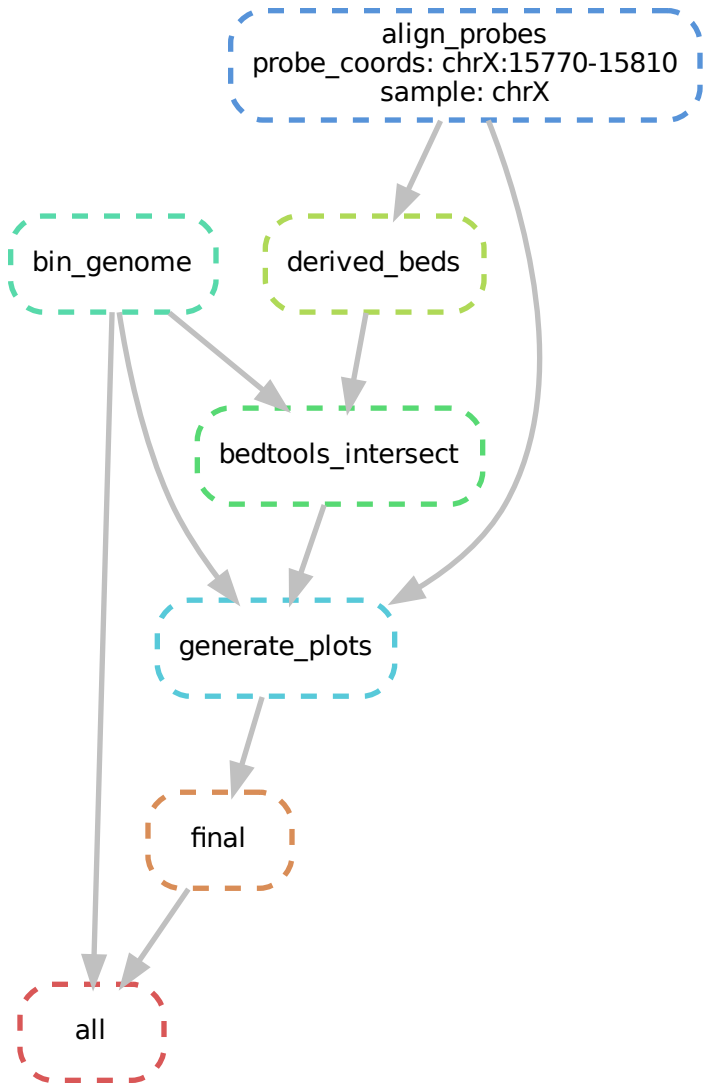 align_probes
probe_coords: chrX:15770-15810
sample: chrX
bin_genome
derived_beds
bedtools_intersect
generate_plots
final
all